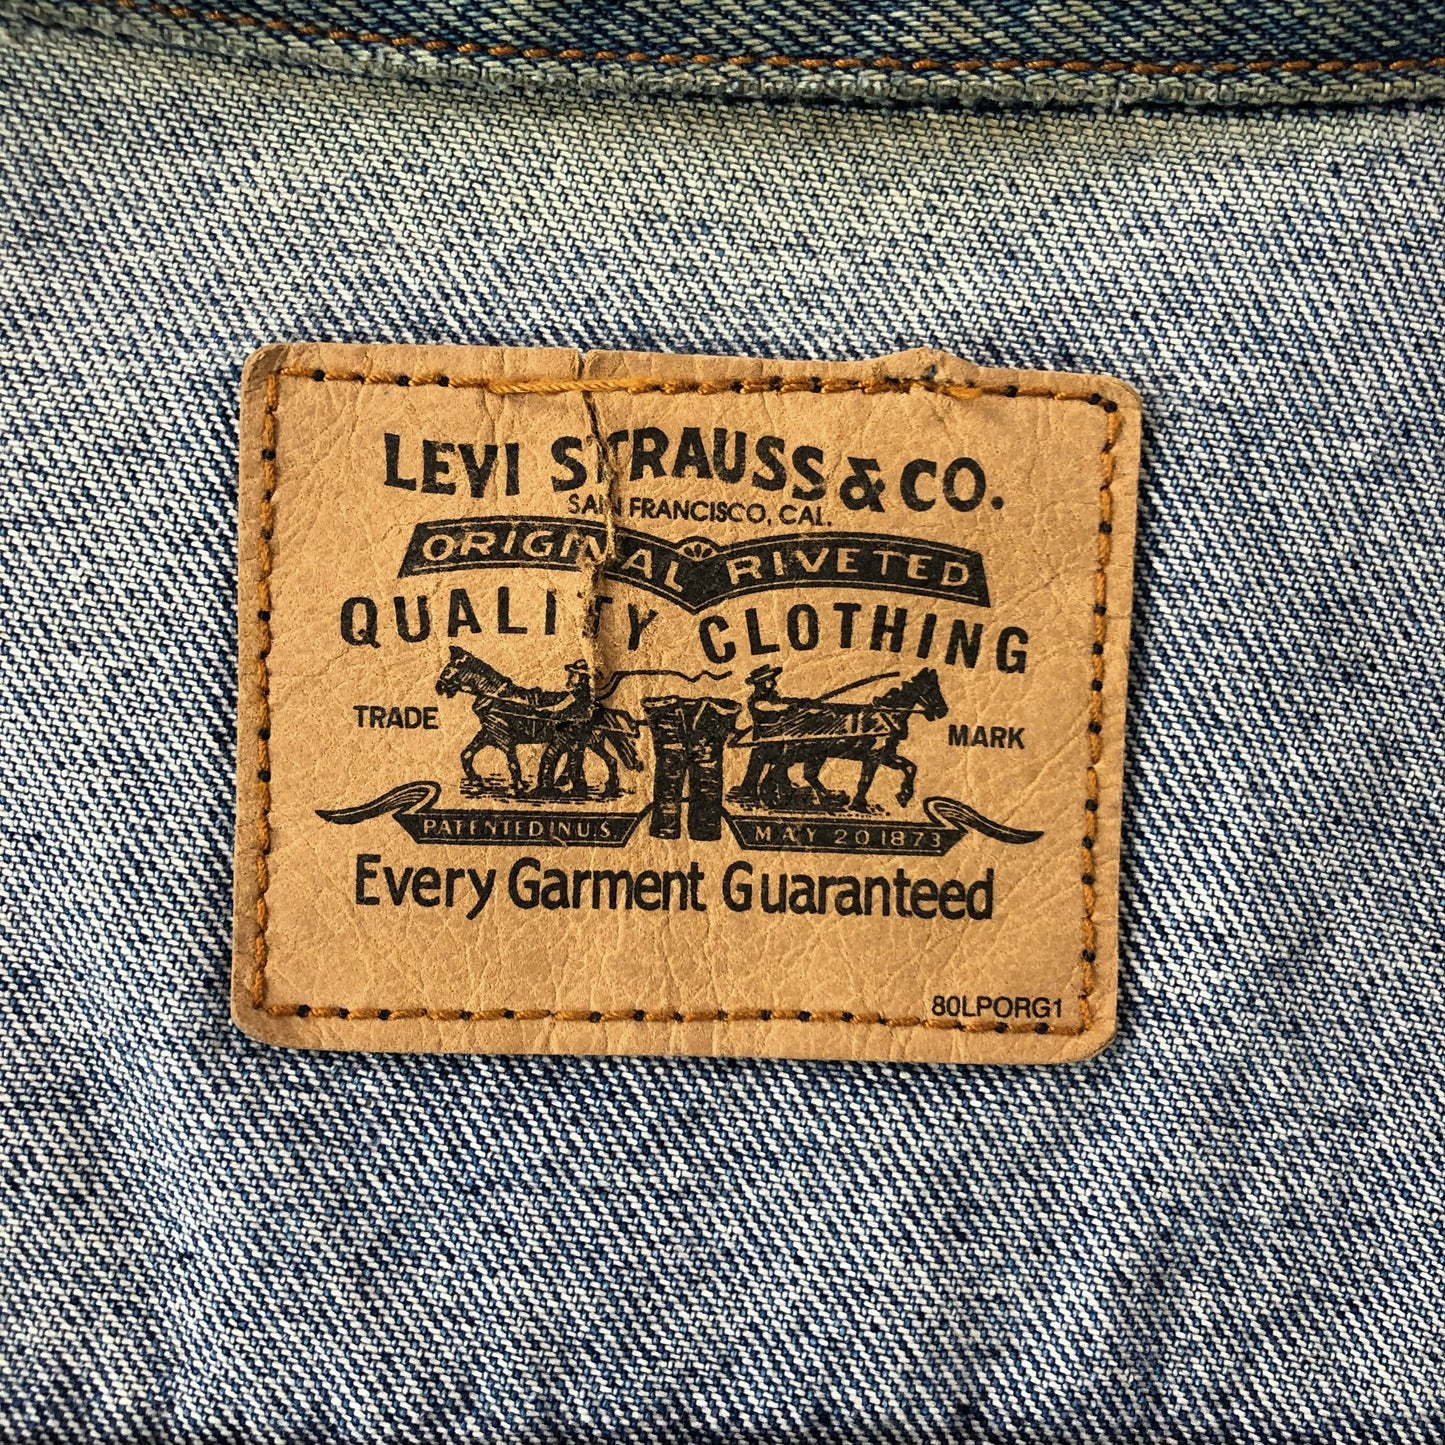 LEVI STRAUSS & CO.
SAN FRANCISCO, CAL.
ORIGINAL RIVETED
QUALITY CLOTHING
TRADE MARK
PATENTED IN U.S. MAY 20 1873
Every Garment Guaranteed
80LPORG1